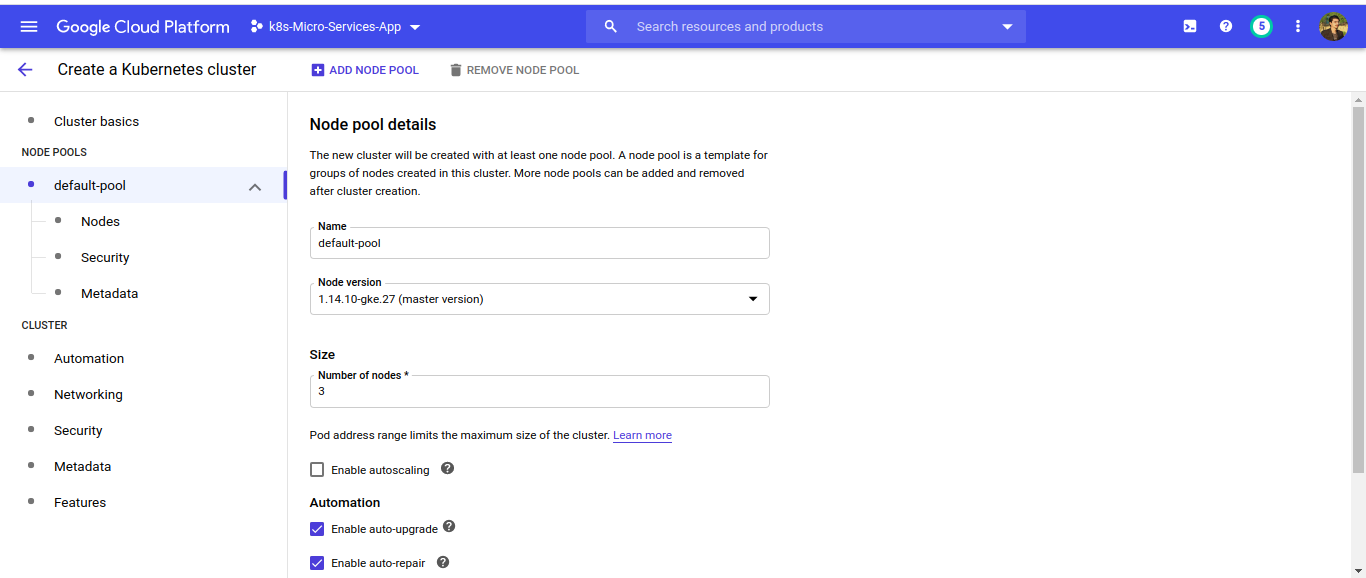 Google Cloud Platform
k8s-Micro-Services-App
Search resources and products
5
Create a Kubernetes cluster
ADD NODE POOL
REMOVE NODE POOL
Cluster basics
NODE POOLS
default-pool
Nodes
Security
Metadata
CLUSTER
Automation
Networking
Security
Metadata
Features
Node pool details
The new cluster will be created with at least one node pool. A node pool is a template for
groups of nodes created in this cluster. More node pools can be added and removed
after cluster creation.
Name
default-pool
Node version
1.14.10-gke.27 (master version)
Size
Number of nodes *
3
Pod address range limits the maximum size of the cluster. Learn more
Enable autoscaling
Automation
Enable auto-upgrade
Enable auto-repair